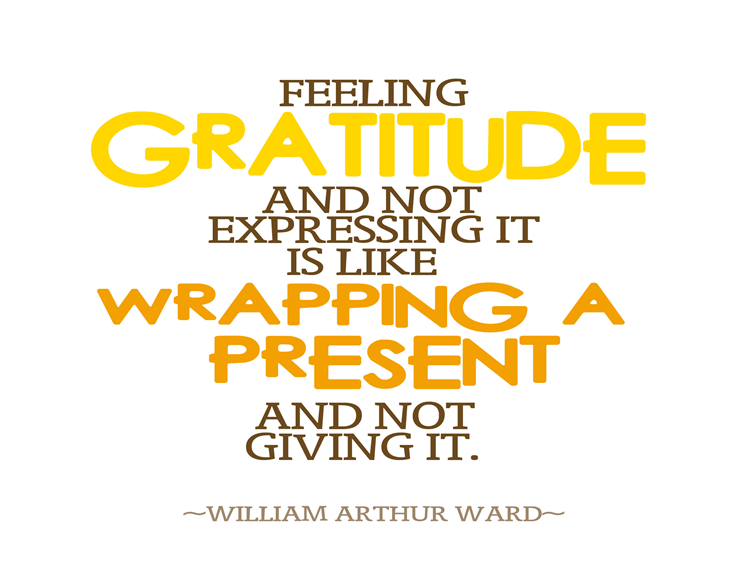 FEELING
GRATITUDE
AND NOT
EXPRESSING IT
IS LIKE
WRAPPING A
PRESENT
AND NOT
GIVING IT.
~WILLIAM ARTHUR WARD~